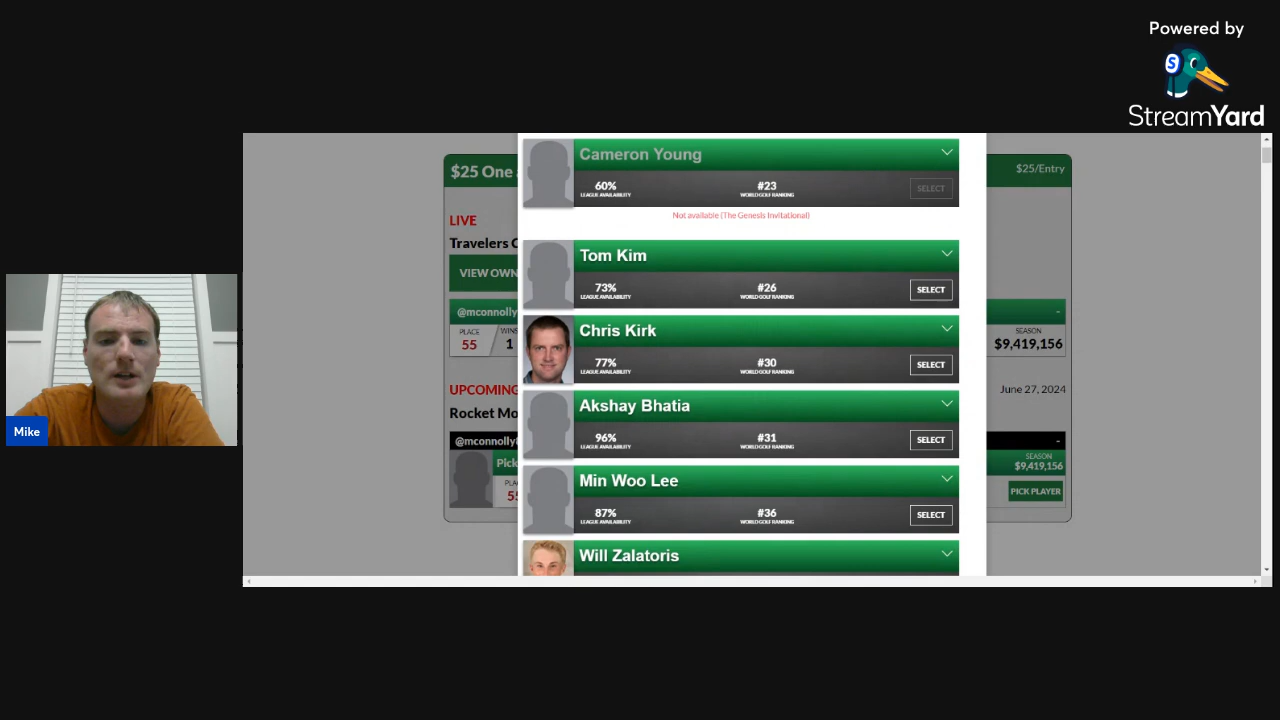 Powered by
StreamYard
Mike
$25 One
$25/Entry
LIVE
Travelers C
VIEW OWN
@mconnolly
-
PLACE
WINS
SEASON
55
1
$9,419,156
UPCOMING
June 27, 2024
Rocket Mo
@mconnolly
-
Pick
SEASON
$9,419,156
PLA
55
PICK PLAYER
Cameron Young
60%
#23
SELECT
LEAGUE AVAILABILITY
WORLD GOLF RANKING
Not available (The Genesis Invitational)
Tom Kim
73%
#26
SELECT
LEAGUE AVAILABILITY
WORLD GOLF RANKING
Chris Kirk
77%
#30
SELECT
LEAGUE AVAILABILITY
WORLD GOLF RANKING
Akshay Bhatia
96%
#31
SELECT
LEAGUE AVAILABILITY
WORLD GOLF RANKING
Min Woo Lee
87%
#36
SELECT
LEAGUE AVAILABILITY
WORLD GOLF RANKING
Will Zalatoris